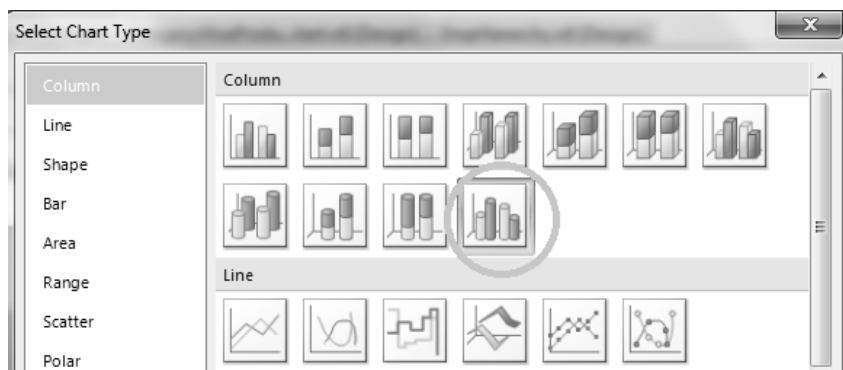 Select Chart Type
Column
Line
Shape
Bar
Area
Range
Scatter
Polar
Column
Line